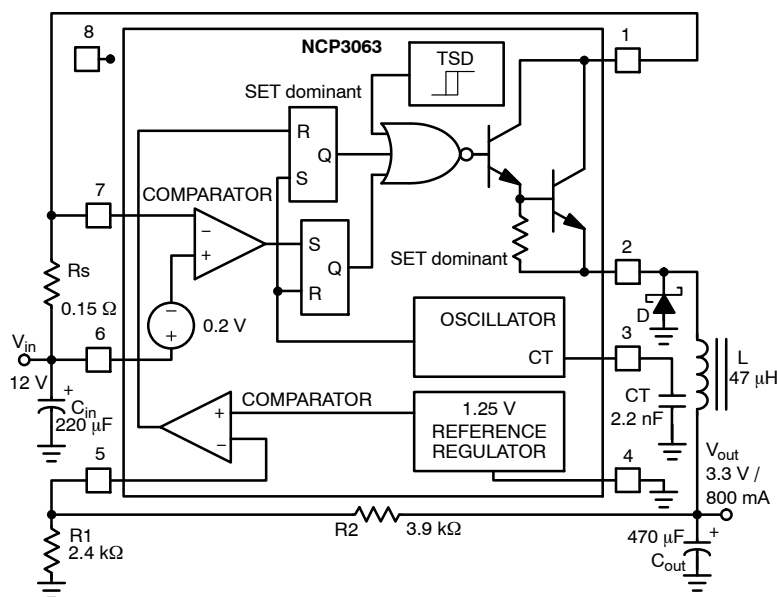 8
NCP3063
1
TSD
SET dominant
R
Q
S
7
COMPARATOR
−
+
S
Q
R
SET dominant
2
Rs
0.15 Ω
−
+
0.2 V
6
Vin
12 V
+
Cin
220 μF
OSCILLATOR
CT
3
D
L
47 μH
CT
2.2 nF
COMPARATOR
+
−
1.25 V
REFERENCE
REGULATOR
5
4
Vout
3.3 V /
800 mA
R1
2.4 kΩ
R2
3.9 kΩ
470 μF
+
Cout